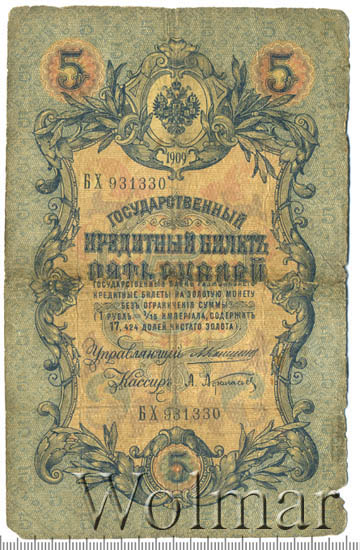 5 5
1909
БХ 931330
ГОСУДАРСТВЕННЫЙ
КРЕДИТНЫЙ БИЛЕТЪ
ПЯТЬ РУБЛЕЙ
ГОСУДАРСТВЕННЫЙ БАНКЪ РАЗМѢНИВАЕТЪ
КРЕДИТНЫЕ БИЛЕТЫ НА ЗОЛОТУЮ МОНЕТУ
БЕЗЪ ОГРАНИЧЕНІЯ СУММЫ
(1 РУБЛЬ = 1/15 ИМПЕРІАЛА, СОДЕРЖИТЪ
17,424 ДОЛЕЙ ЧИСТАГО ЗОЛОТА).
Управляющій
Кассиръ
БХ 931330
5
Wolmar